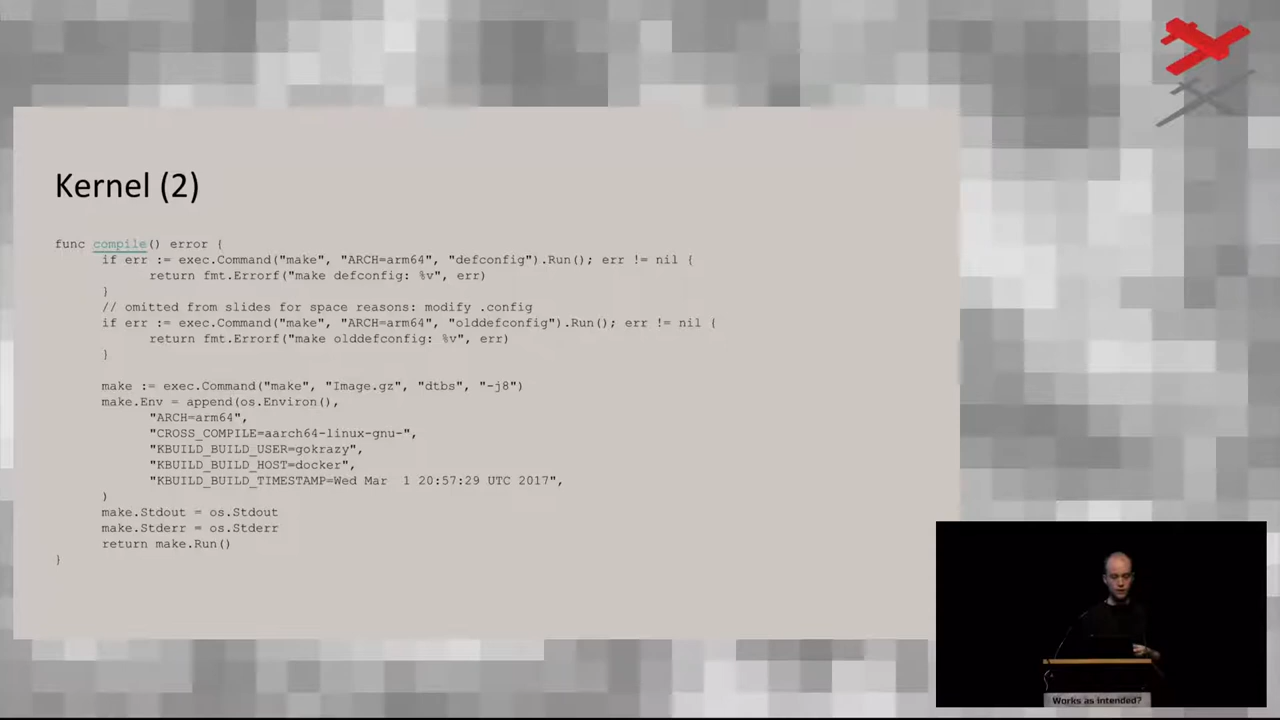 Kernel (2)
func compile() error {
if err := exec.Command("make", "ARCH=arm64", "defconfig").Run(); err != nil {
return fmt.Errorf("make defconfig: %v", err)
}
// omitted from slides for space reasons: modify .config
if err := exec.Command("make", "ARCH=arm64", "olddefconfig").Run(); err != nil {
return fmt.Errorf("make olddefconfig: %v", err)
}
make := exec.Command("make", "Image.gz", "dtbs", "-j8")
make.Env = append(os.Environ(),
"ARCH=arm64",
"CROSS_COMPILE=aarch64-linux-gnu-",
"KBUILD_BUILD_USER=gokrazy",
"KBUILD_BUILD_HOST=docker",
"KBUILD_BUILD_TIMESTAMP=Wed Mar  1 20:57:29 UTC 2017",
)
make.Stdout = os.Stdout
make.Stderr = os.Stderr
return make.Run()
}
Works as intended?